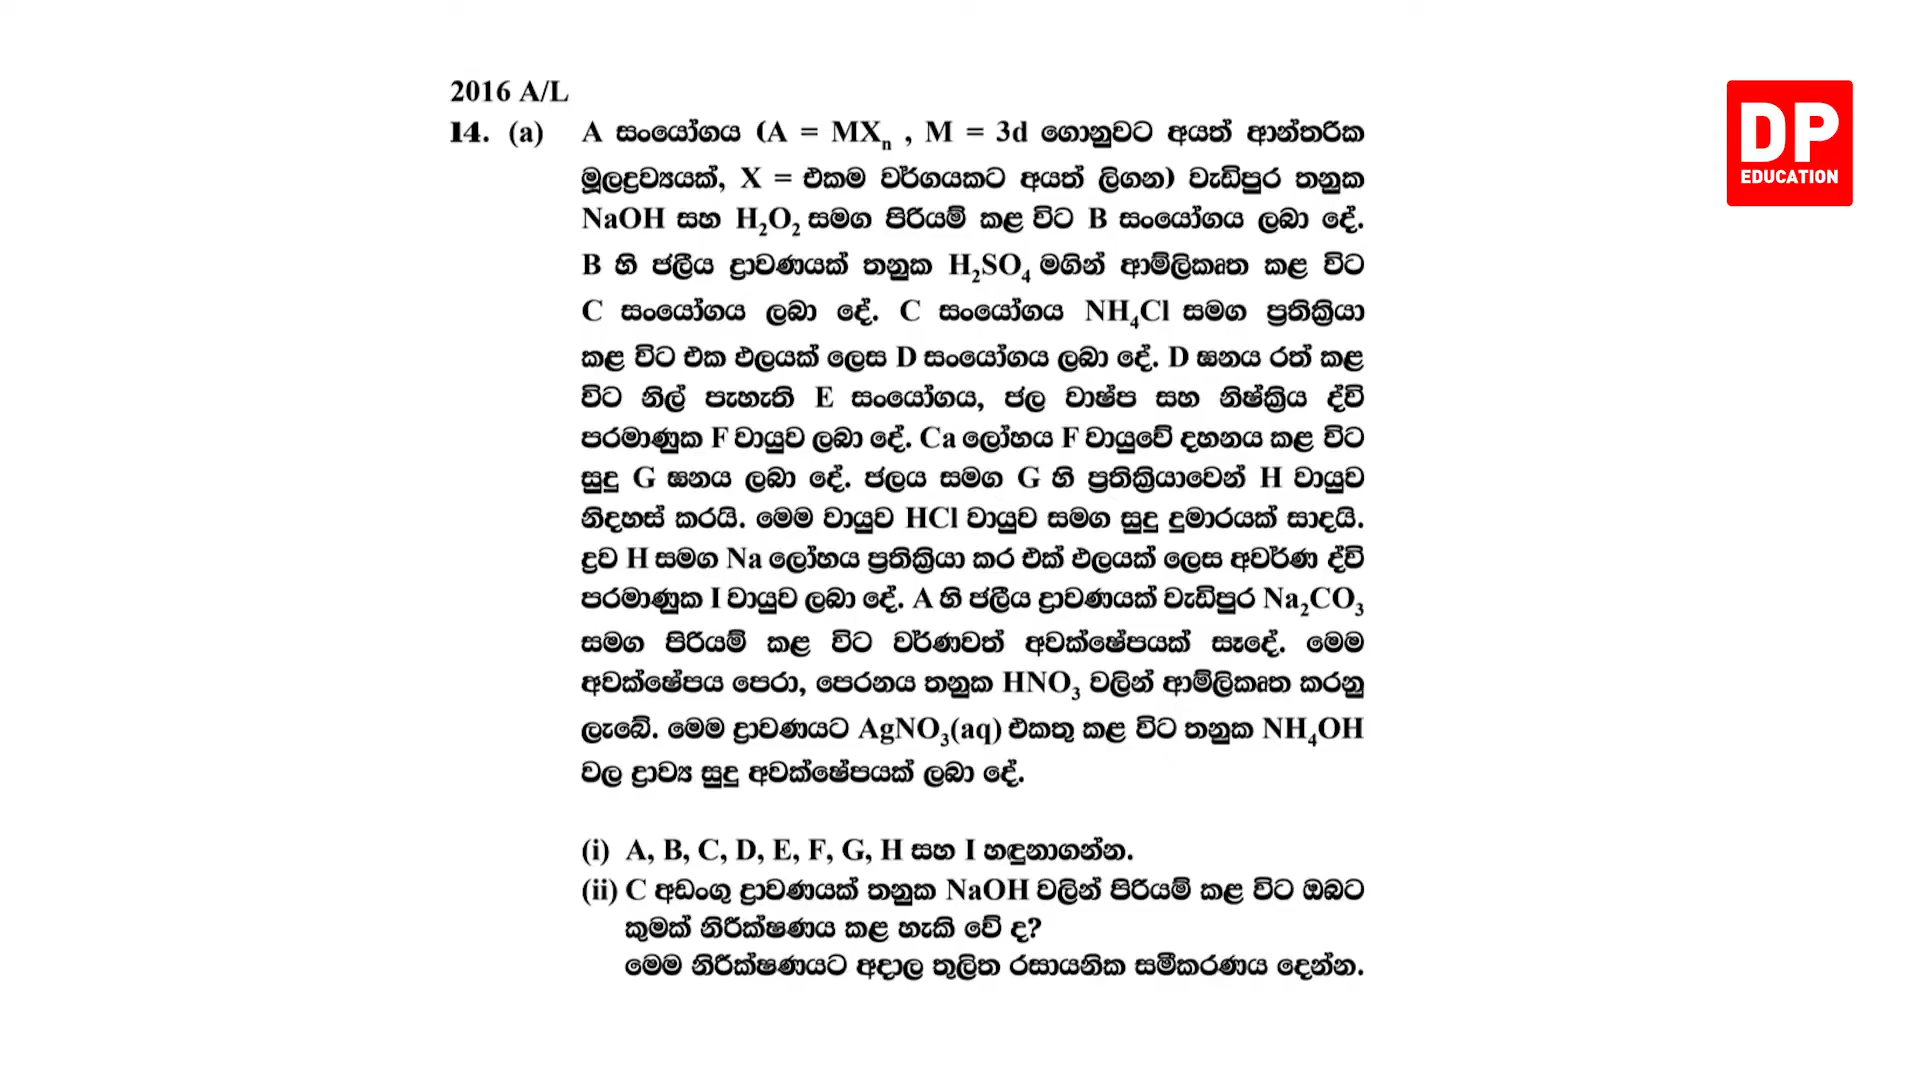 2016 A/L
14. (a) A සංයෝගය (A = MXn , M = 3d ගොනුවට අයත් ආන්තරික
මූලද්‍රව්‍යයක්, X = එකම වර්ගයකට අයත් ලිගන) වැඩිපුර තනුක
NaOH සහ H2O2 සමග පිරියම් කළ විට B සංයෝගය ලබා දේ.
B හි ජලීය ද්‍රාවණයක් තනුක H2SO4 මගින් ආම්ලිකෘත කළ විට
C සංයෝගය ලබා දේ. C සංයෝගය NH4Cl සමග ප්‍රතික්‍රියා
කළ විට එක ඵලයක් ලෙස D සංයෝගය ලබා දේ. D ඝනය රත් කළ
විට නිල් පැහැති E සංයෝගය, ජල වාෂ්ප සහ නිෂ්ක්‍රිය ද්වි
පරමාණුක F වායුව ලබා දේ. Ca ලෝහය F වායුවේ දහනය කළ විට
සුදු G ඝනය ලබා දේ. ජලය සමග G හි ප්‍රතික්‍රියාවෙන් H වායුව
නිදහස් කරයි. මෙම වායුව HCl වායුව සමග සුදු දුමාරයක් සාදයි.
ද්‍රව H සමග Na ලෝහය ප්‍රතික්‍රියා කර එක් ඵලයක් ලෙස අවර්ණ ද්වි
පරමාණුක I වායුව ලබා දේ. A හි ජලීය ද්‍රාවණයක් වැඩිපුර Na2CO3
සමග පිරියම් කළ විට වර්ණවත් අවක්ෂේපයක් සෑදේ. මෙම
අවක්ෂේපය පෙරා, පෙරනය තනුක HNO3 වලින් ආම්ලිකෘත කරනු
ලැබේ. මෙම ද්‍රාවණයට AgNO3(aq) එකතු කළ විට තනුක NH4OH
වල ද්‍රාව්‍ය සුදු අවක්ෂේපයක් ලබා දේ.
(i) A, B, C, D, E, F, G, H සහ I හඳුනාගන්න.
(ii) C අඩංගු ද්‍රාවණයක් තනුක NaOH වලින් පිරියම් කළ විට ඔබට
කුමක් නිරීක්ෂණය කළ හැකි වේ ද?
මෙම නිරීක්ෂණයට අදාල තුලිත රසායනික සමීකරණය දෙන්න.
DP
EDUCATION